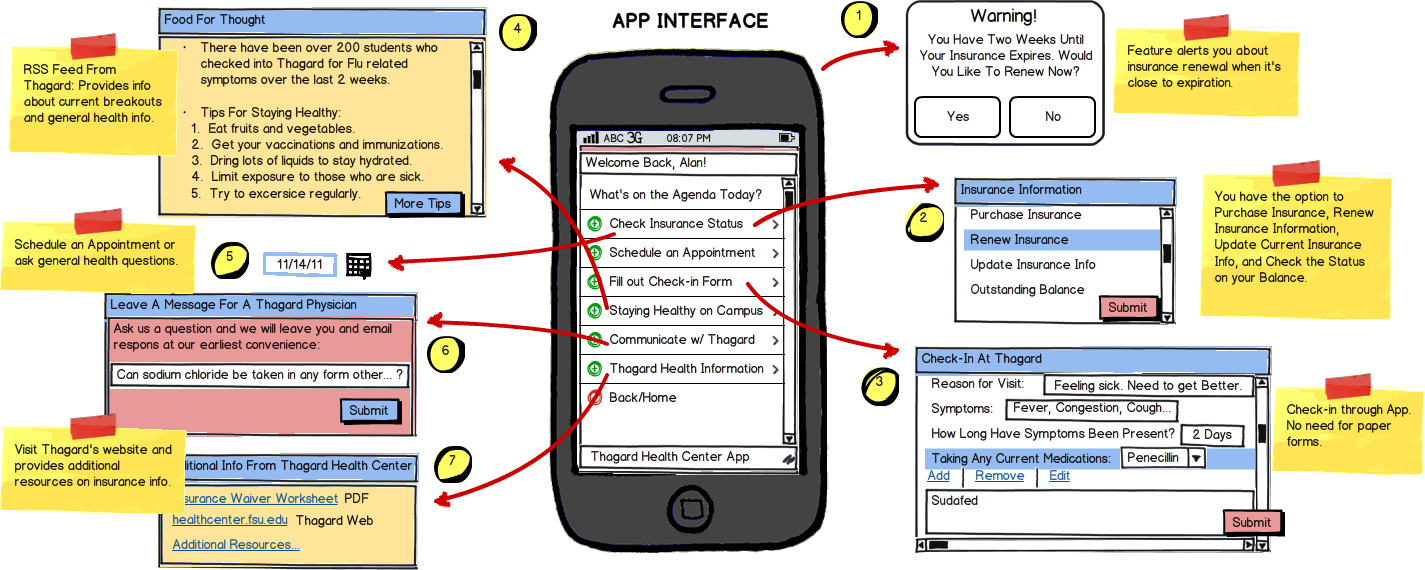 APP INTERFACE
4
Food For Thought
• There have been over 200 students who
checked into Thagard for Flu related
symptoms over the last 2 weeks.
• Tips For Staying Healthy:
1. Eat fruits and vegetables.
2. Get your vaccinations and immunizations.
3. Dring lots of liquids to stay hydrated.
4. Limit exposure to those who are sick.
5. Try to excersice regularly.
More Tips
RSS Feed From
Thagard: Provides info
about current breakouts
and general health info.
Schedule an Appointment or
ask general health questions.
5
11/14/11
Leave A Message For A Thagard Physician
Ask us a question and we will leave you and email
respons at our earliest convenience:
Can sodium chloride be taken in any form other... ?
Submit
6
Visit Thagard's website and
provides additional
resources on insurance info.
7
ditional Info From Thagard Health Center
surance Waiver Worksheet PDF
healthcenter.fsu.edu Thagard Web
Additional Resources...
ABC 3G 08:07 PM
Welcome Back, Alan!
What's on the Agenda Today?
Check Insurance Status
Schedule an Appointment
Fill out Check-in Form
Staying Healthy on Campus
Communicate w/ Thagard
Thagard Health Information
Back/Home
Thagard Health Center App
1
Warning!
You Have Two Weeks Until
Your Insurance Expires. Would
You Like To Renew Now?
Yes No
Feature alerts you about
insurance renewal when it's
close to expiration.
2
Insurance Information
Purchase Insurance
Renew Insurance
Update Insurance Info
Outstanding Balance
Submit
You have the option to
Purchase Insurance, Renew
Insurance Information,
Update Current Insurance
Info, and Check the Status
on your Balance.
3
Check-In At Thagard
Reason for Visit: Feeling sick. Need to get Better.
Symptoms: Fever, Congestion, Cough...
How Long Have Symptoms Been Present? 2 Days
Taking Any Current Medications: Penecillin
Add Remove Edit
Sudafed
Submit
Check-in through App.
No need for paper
forms.